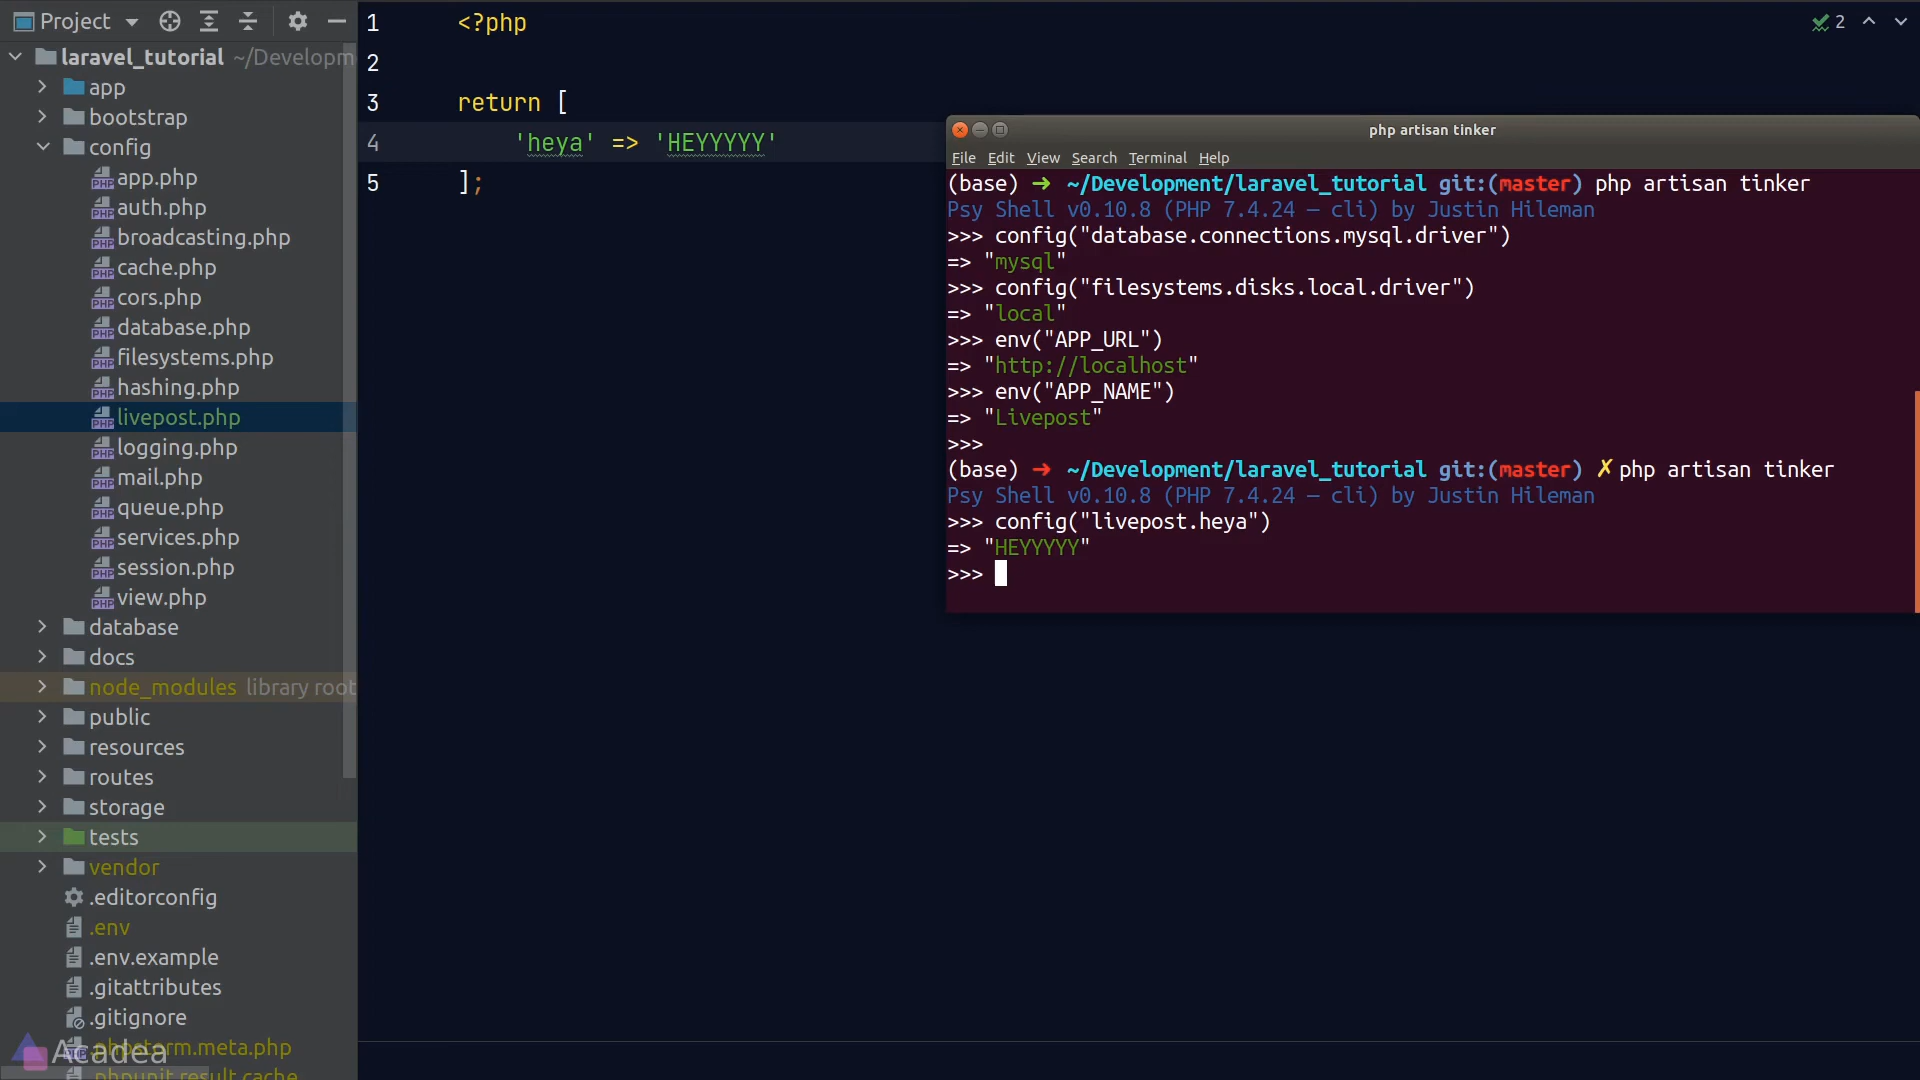 Project
laravel_tutorial ~/Developm
app
bootstrap
config
app.php
auth.php
broadcasting.php
cache.php
cors.php
database.php
filesystems.php
hashing.php
livepost.php
logging.php
mail.php
queue.php
services.php
session.php
view.php
database
docs
node_modules library root
public
resources
routes
storage
tests
vendor
.editorconfig
.env
.env.example
.gitattributes
.gitignore
.phpstorm.meta.php
.phpunit.result.cache
Acadea
1 <?php
2
3 return [
4 'heya' => 'HEYYYYY'
5 ];
2
php artisan tinker
File Edit View Search Terminal Help
(base) ➜ ~/Development/laravel_tutorial git:(master) php artisan tinker
Psy Shell v0.10.8 (PHP 7.4.24 — cli) by Justin Hileman
>>> config("database.connections.mysql.driver")
=> "mysql"
>>> config("filesystems.disks.local.driver")
=> "local"
>>> env("APP_URL")
=> "http://localhost"
>>> env("APP_NAME")
=> "Livepost"
>>>
(base) ➜ ~/Development/laravel_tutorial git:(master) ✗ php artisan tinker
Psy Shell v0.10.8 (PHP 7.4.24 — cli) by Justin Hileman
>>> config("livepost.heya")
=> "HEYYYYY"
>>>